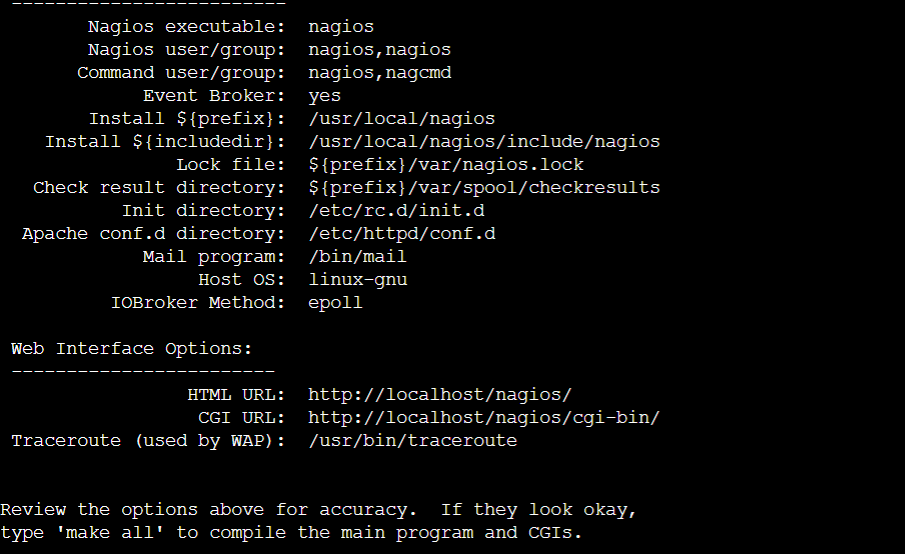 -------------------------
Nagios executable: nagios
Nagios user/group: nagios,nagios
Command user/group: nagios,nagcmd
Event Broker: yes
Install ${prefix}: /usr/local/nagios
Install ${includedir}: /usr/local/nagios/include/nagios
Lock file: ${prefix}/var/nagios.lock
Check result directory: ${prefix}/var/spool/checkresults
Init directory: /etc/rc.d/init.d
Apache conf.d directory: /etc/httpd/conf.d
Mail program: /bin/mail
Host OS: linux-gnu
IOBroker Method: epoll
Web Interface Options:
------------------------
HTML URL: http://localhost/nagios/
CGI URL: http://localhost/nagios/cgi-bin/
Traceroute (used by WAP): /usr/bin/traceroute
Review the options above for accuracy. If they look okay,
type 'make all' to compile the main program and CGIs.